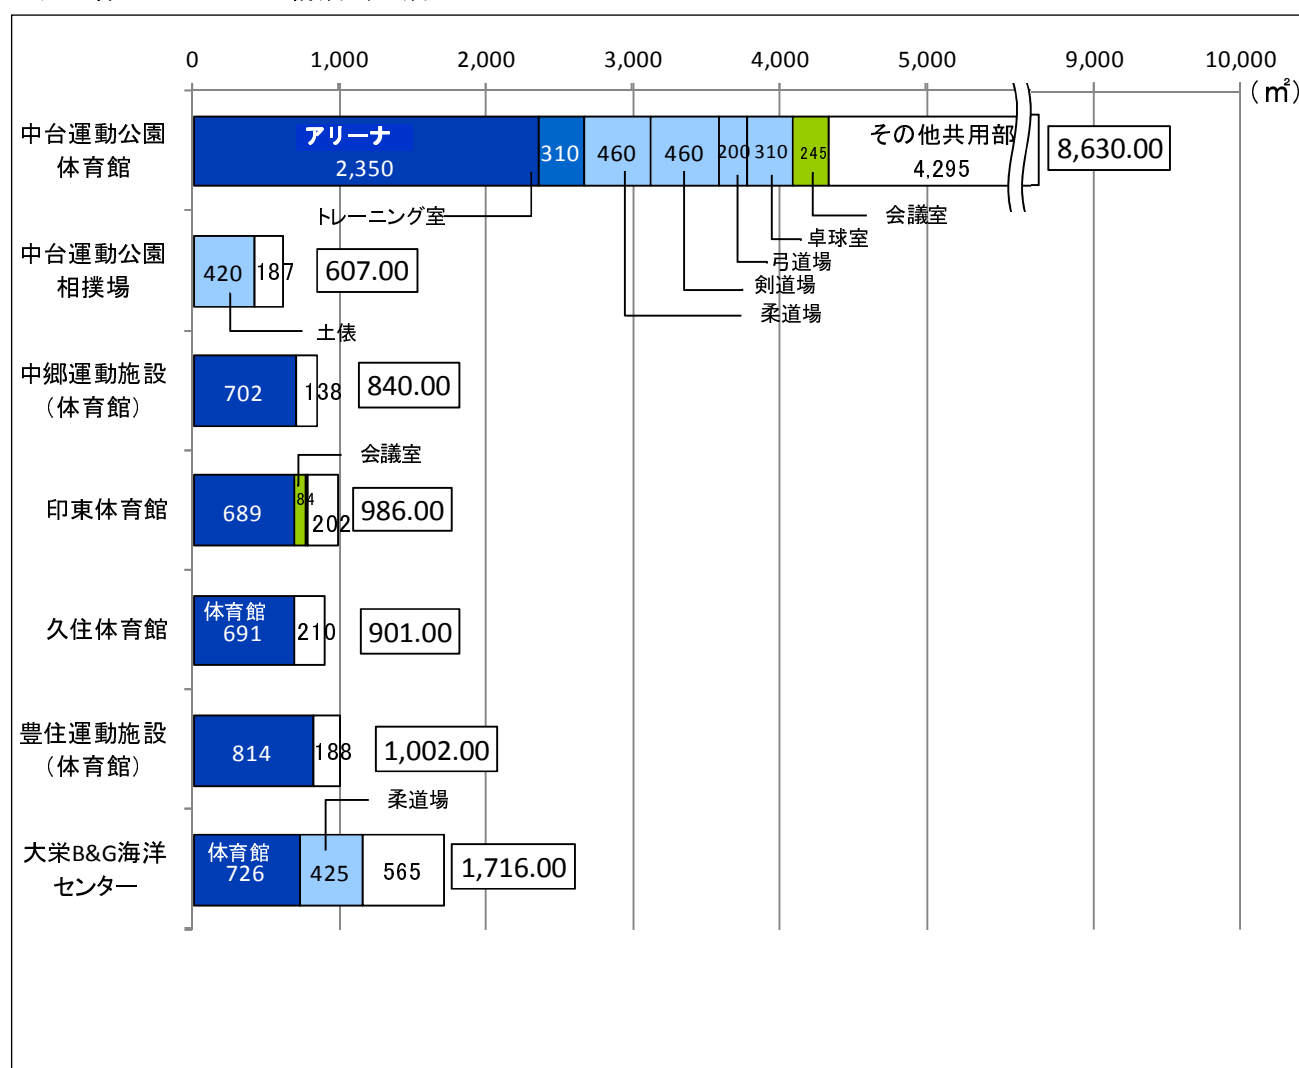 0 1,000 2,000 3,000 4,000 5,000 9,000 10,000
（㎡）
中台運動公園
体育館
アリーナ
2,350
310
460
460
200
310
245
その他共用部
4,295
8,630.00
トレーニング室
会議室
卓球室
弓道場
剣道場
柔道場
中台運動公園
相撲場
420
187
607.00
土俵
中郷運動施設
（体育館）
702
138
840.00
会議室
印東体育館
689
84
202
986.00
久住体育館
体育館
691
210
901.00
豊住運動施設
（体育館）
814
188
1,002.00
柔道場
大栄B&G海洋
センター
体育館
726
425
565
1,716.00